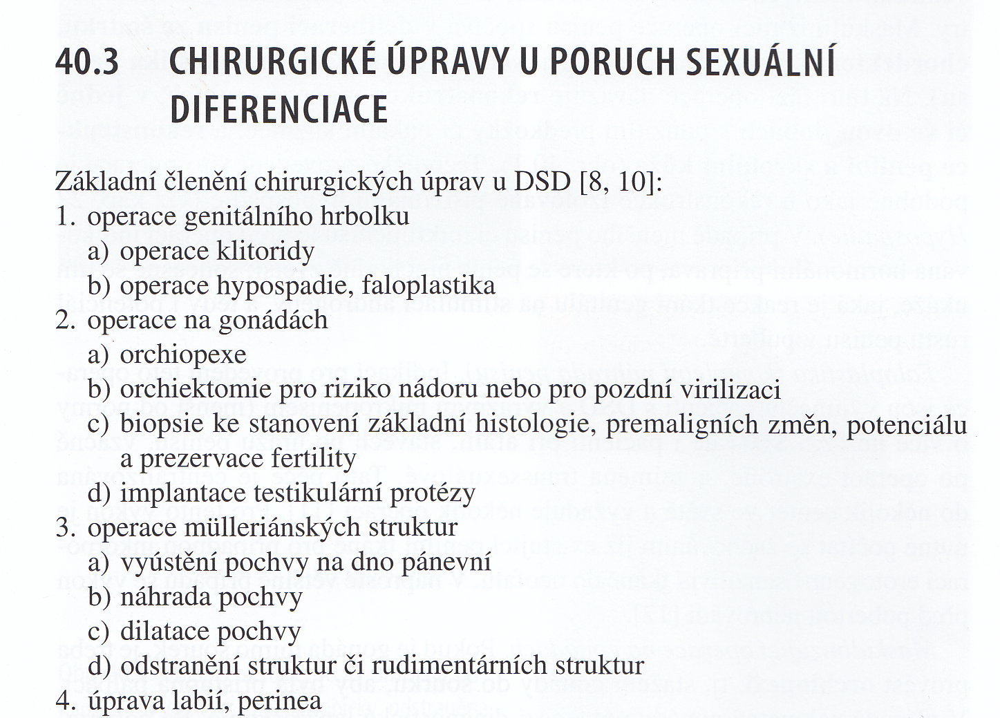 40.3 CHIRURGICKÉ ÚPRAVY U PORUCH SEXUÁLNÍ
DIFERENCIACE
Základní členění chirurgických úprav u DSD [8, 10]:
1. operace genitálního hrbolku
a) operace klitoridy
b) operace hypospadie, faloplastika
2. operace na gonádách
a) orchiopexe
b) orchiektomie pro riziko nádoru nebo pro pozdní virilizaci
c) biopsie ke stanovení základní histologie, premaligních změn, potenciálu
a prezervace fertility
d) implantace testikulární protézy
3. operace mülleriánských struktur
a) vyústění pochvy na dno pánevní
b) náhrada pochvy
c) dilatace pochvy
d) odstranění struktur či rudimentárních struktur
4. úprava labií, perinea